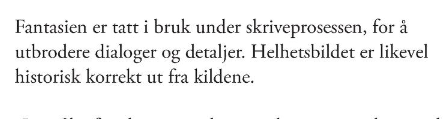 Fantasien er tatt i bruk under skriveprosessen, for å
utbrodere dialoger og detaljer. Helhetsbildet er likevel
historisk korrekt ut fra kildene.